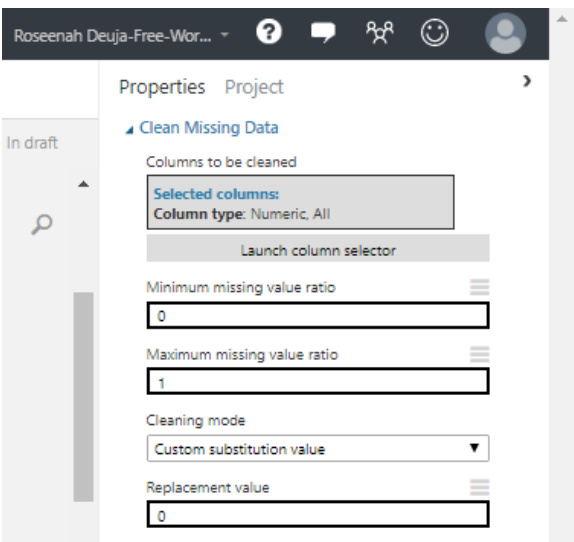 Roseenah Deuja-Free-Wor...
Properties Project
In draft
Clean Missing Data
Columns to be cleaned
Selected columns:
Column type: Numeric, All
Launch column selector
Minimum missing value ratio
0
Maximum missing value ratio
1
Cleaning mode
Custom substitution value
Replacement value
0